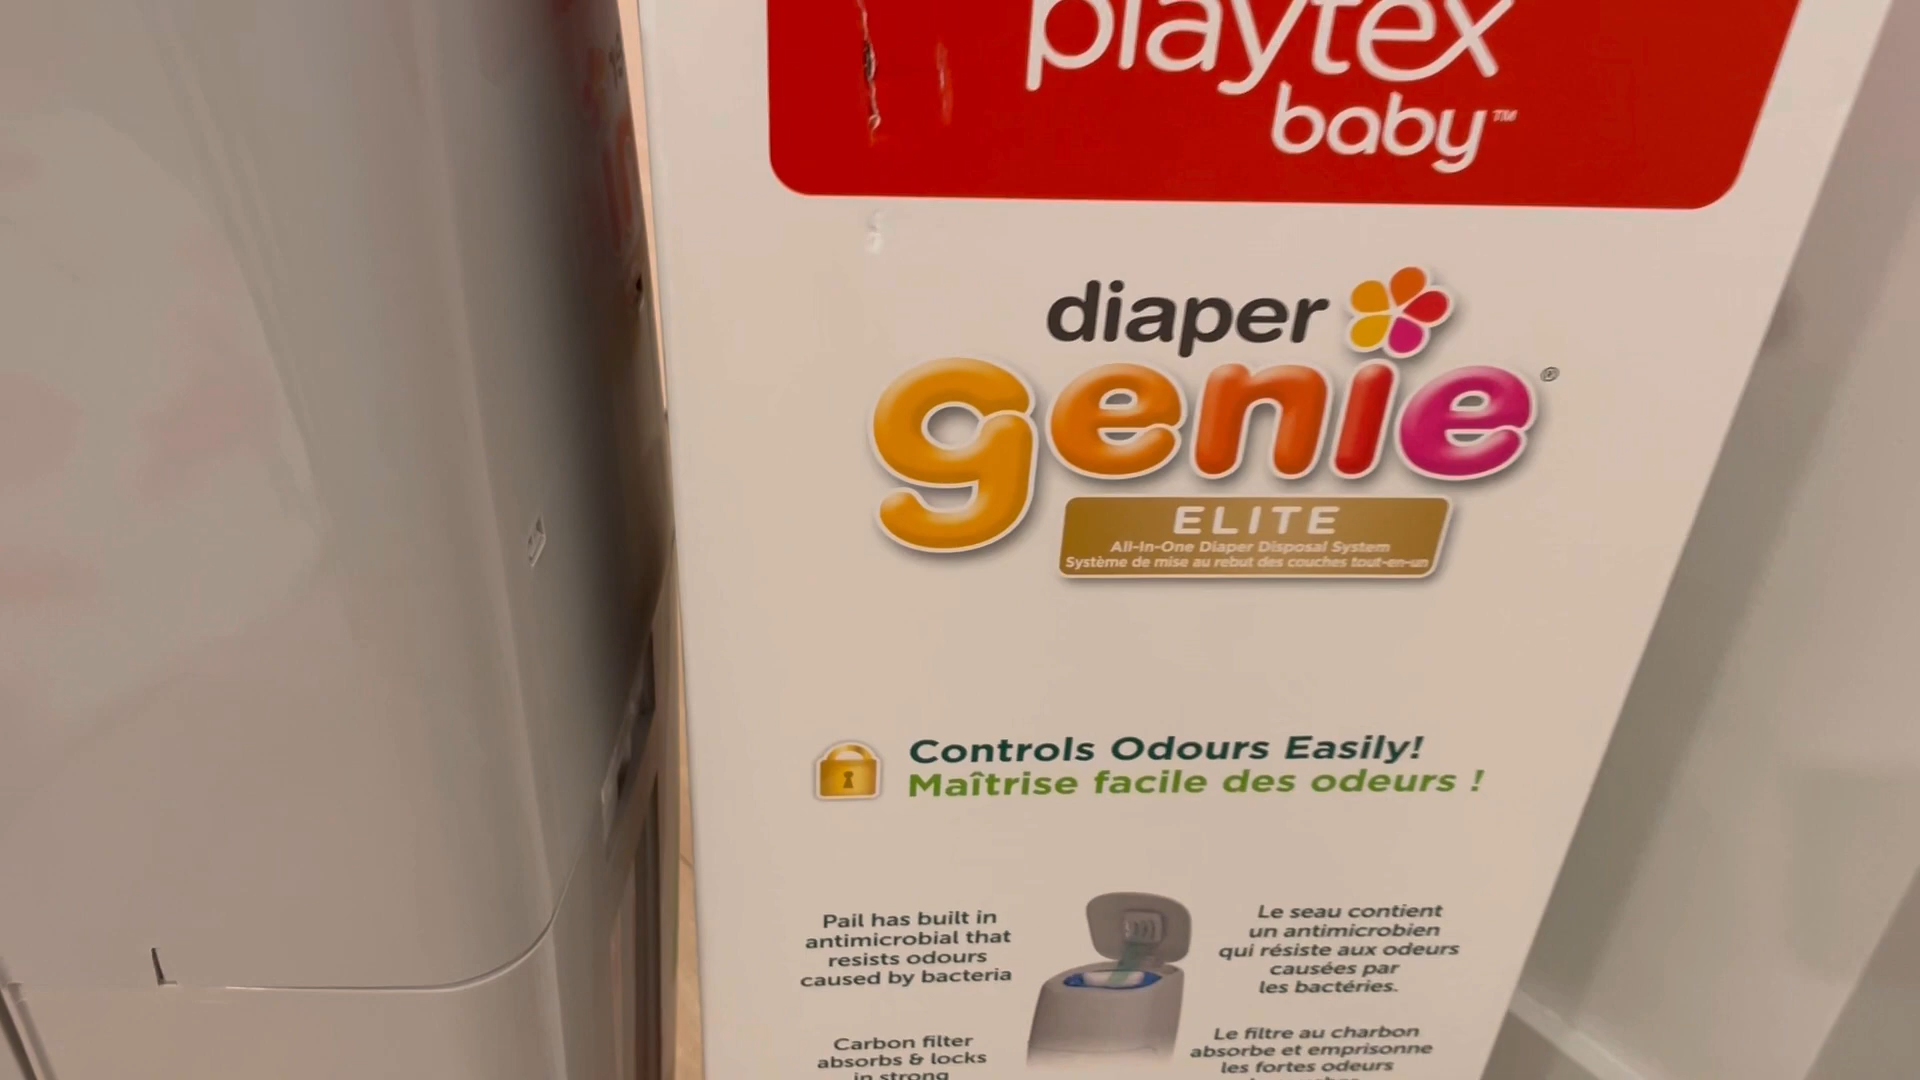 playtex
baby™
diaper
genie®
ELITE
All-In-One Diaper Disposal System
Système de mise au rebut des couches tout-en-un
Controls Odours Easily!
Maîtrise facile des odeurs !
Pail has built in
antimicrobial that
resists odours
caused by bacteria
Le seau contient
un antimicrobien
qui résiste aux odeurs
causées par
les bactéries.
Carbon filter
absorbs & locks
in strong
Le filtre au charbon
absorbe et emprisonne
les fortes odeurs